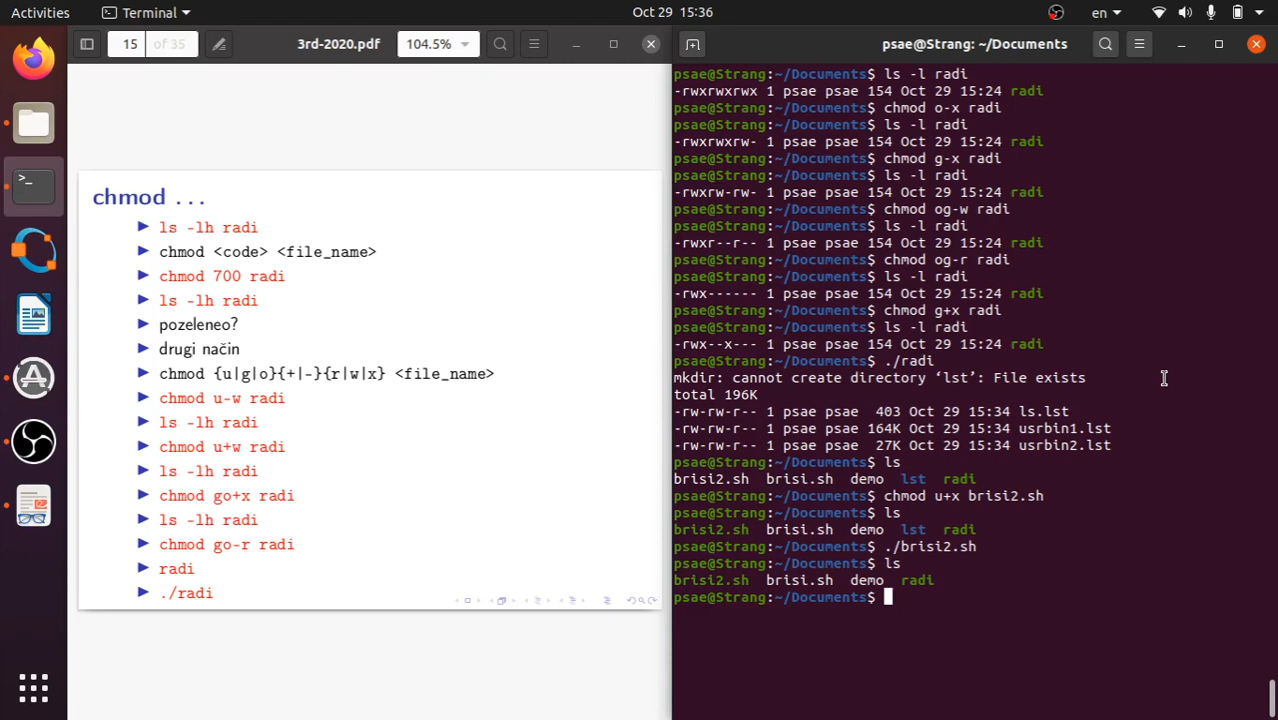 Activities
Terminal
Oct 29 15:36
en
15
of 35
3rd-2020.pdf
104.5%
chmod ...
ls -lh radi
chmod <code> <file_name>
chmod 700 radi
ls -lh radi
pozeleneo?
drugi način
chmod {u|g|o}{+|-}{r|w|x} <file_name>
chmod u-w radi
ls -lh radi
chmod u+w radi
ls -lh radi
chmod go+x radi
ls -lh radi
chmod go-r radi
radi
./radi
psae@Strang: ~/Documents
psae@Strang:~/Documents$ ls -l radi
-rwxrwxrwx 1 psae psae 154 Oct 29 15:24 radi
psae@Strang:~/Documents$ chmod o-x radi
psae@Strang:~/Documents$ ls -l radi
-rwxrwxrw- 1 psae psae 154 Oct 29 15:24 radi
psae@Strang:~/Documents$ chmod g-x radi
psae@Strang:~/Documents$ ls -l radi
-rwxrw-rw- 1 psae psae 154 Oct 29 15:24 radi
psae@Strang:~/Documents$ chmod og-w radi
psae@Strang:~/Documents$ ls -l radi
-rwxr--r-- 1 psae psae 154 Oct 29 15:24 radi
psae@Strang:~/Documents$ chmod og-r radi
psae@Strang:~/Documents$ ls -l radi
-rwx------ 1 psae psae 154 Oct 29 15:24 radi
psae@Strang:~/Documents$ chmod g+x radi
psae@Strang:~/Documents$ ls -l radi
-rwx--x--- 1 psae psae 154 Oct 29 15:24 radi
psae@Strang:~/Documents$ ./radi
mkdir: cannot create directory ‘lst’: File exists
total 196K
-rw-rw-r-- 1 psae psae  403 Oct 29 15:34 ls.lst
-rw-rw-r-- 1 psae psae 164K Oct 29 15:34 usrbin1.lst
-rw-rw-r-- 1 psae psae  27K Oct 29 15:34 usrbin2.lst
psae@Strang:~/Documents$ ls
brisi2.sh  brisi.sh  demo  lst  radi
psae@Strang:~/Documents$ chmod u+x brisi2.sh
psae@Strang:~/Documents$ ls
brisi2.sh  brisi.sh  demo  lst  radi
psae@Strang:~/Documents$ ./brisi2.sh
psae@Strang:~/Documents$ ls
brisi2.sh  brisi.sh  demo  radi
psae@Strang:~/Documents$